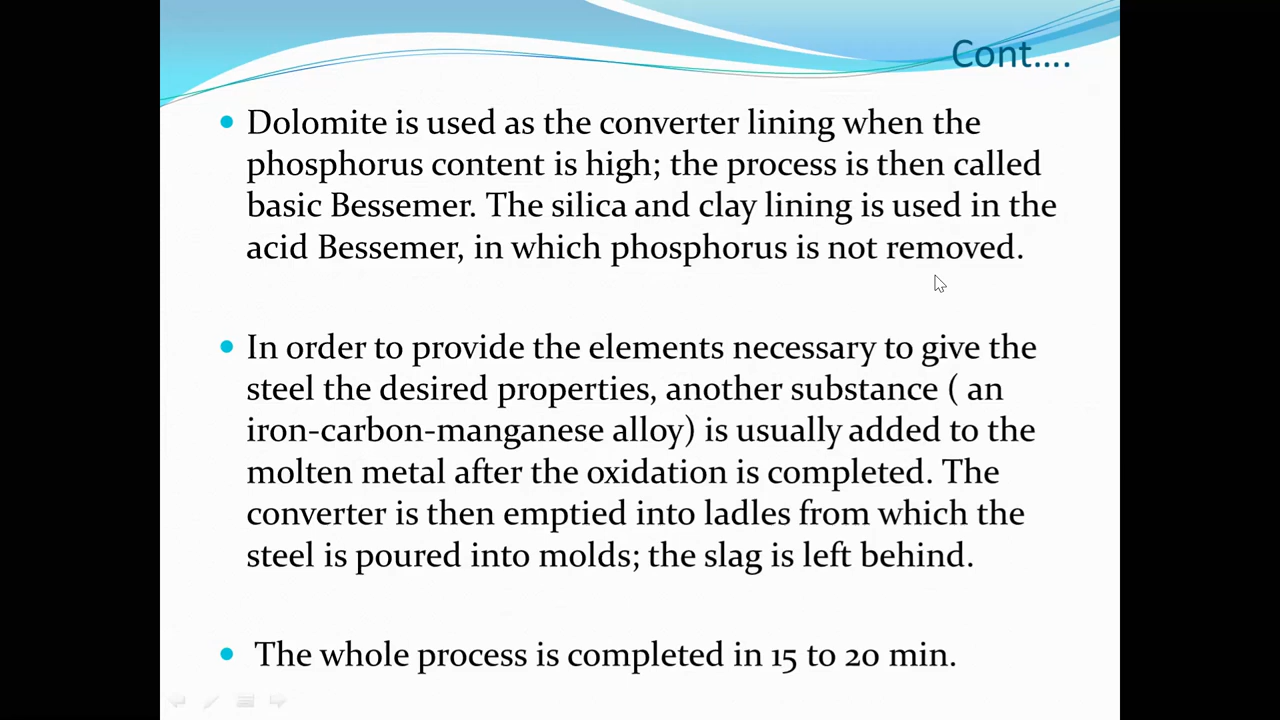 Cont....
Dolomite is used as the converter lining when the
phosphorus content is high; the process is then called
basic Bessemer. The silica and clay lining is used in the
acid Bessemer, in which phosphorus is not removed.
In order to provide the elements necessary to give the
steel the desired properties, another substance ( an
iron-carbon-manganese alloy) is usually added to the
molten metal after the oxidation is completed. The
converter is then emptied into ladles from which the
steel is poured into molds; the slag is left behind.
The whole process is completed in 15 to 20 min.